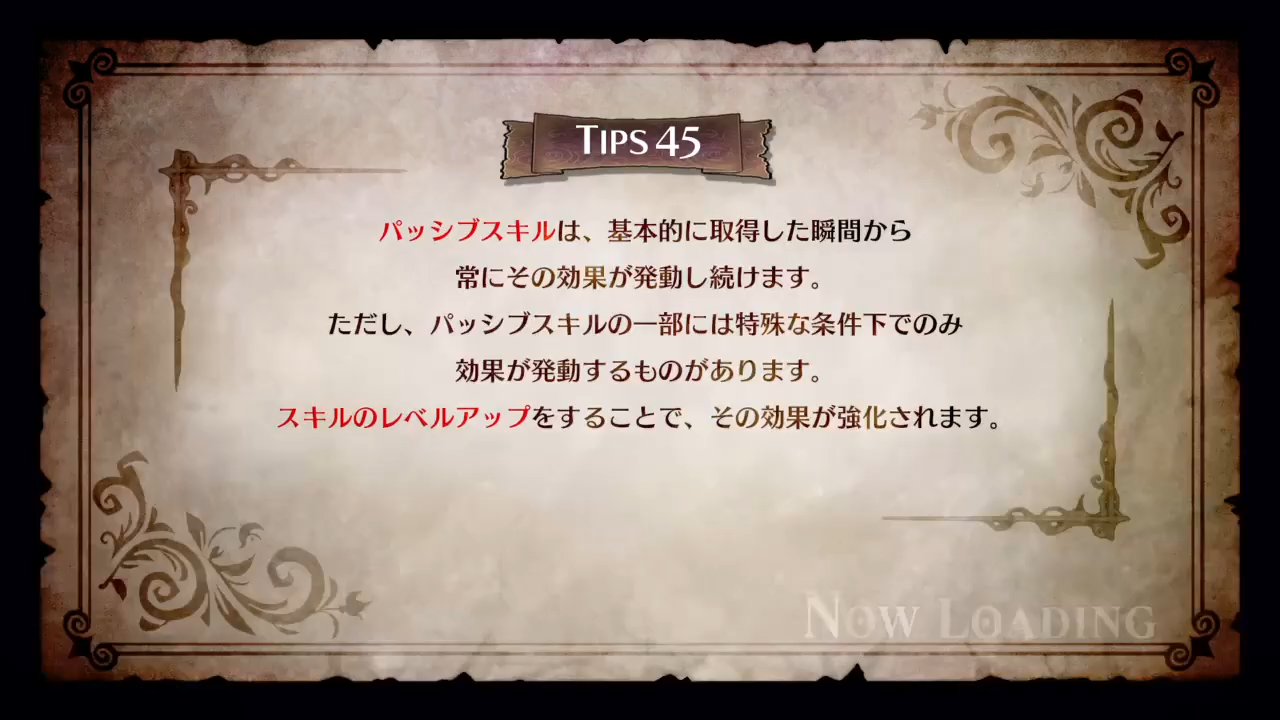 TIPS 45
パッシブスキルは、基本的に取得した瞬間から
常にその効果が発動し続けます。
ただし、パッシブスキルの一部には特殊な条件下でのみ
効果が発動するものがあります。
スキルのレベルアップをすることで、その効果が強化されます。
NOW LOADING